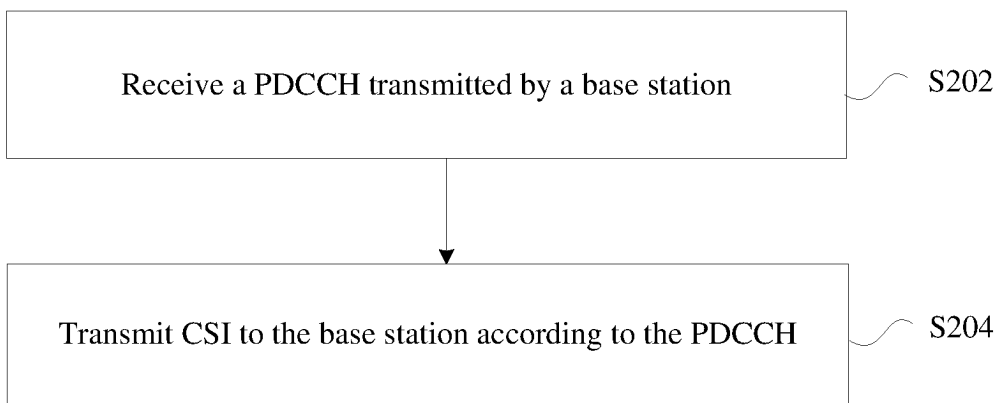 Receive a PDCCH transmitted by a base station
S202
Transmit CSI to the base station according to the PDCCH
S204